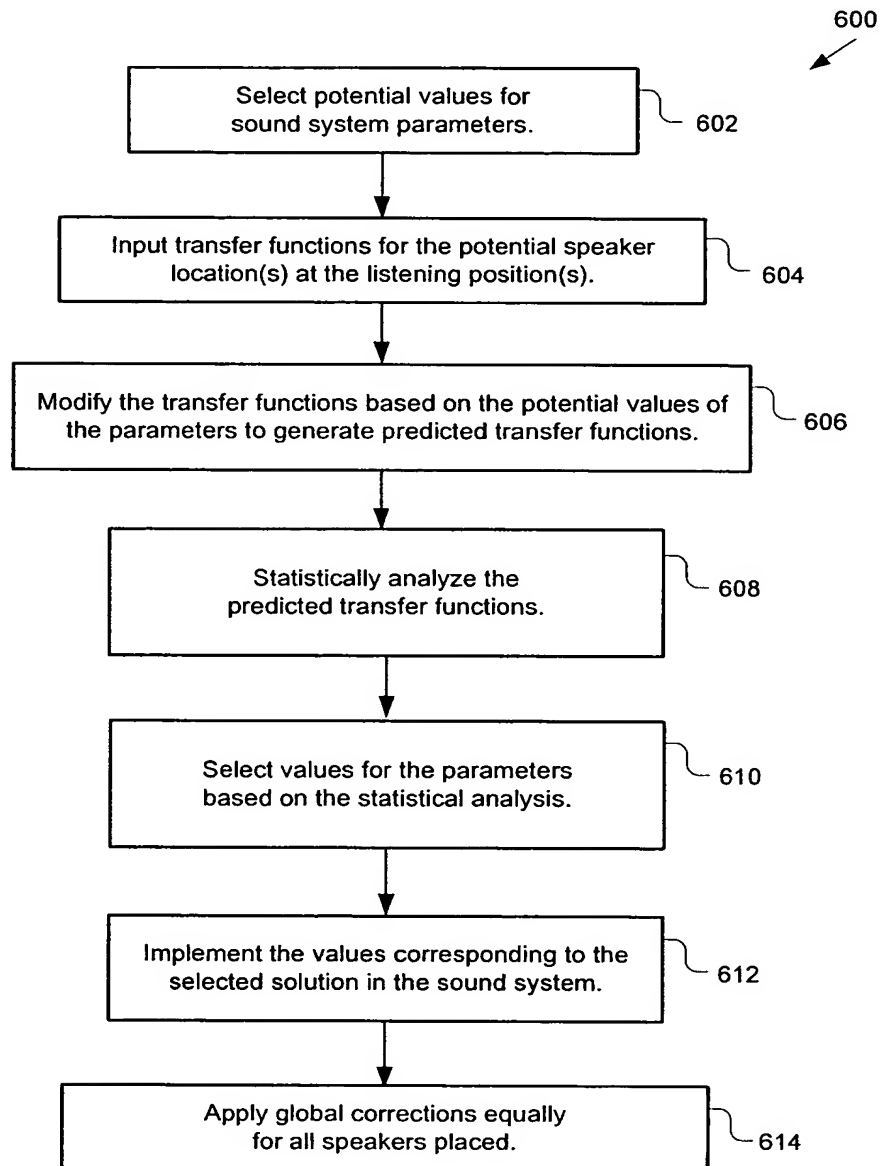 600
Select potential values for
sound system parameters.
602
Input transfer functions for the potential speaker
location(s) at the listening position(s).
604
Modify the transfer functions based on the potential values of
the parameters to generate predicted transfer functions.
606
Statistically analyze the
predicted transfer functions.
608
Select values for the parameters
based on the statistical analysis.
610
Implement the values corresponding to the
selected solution in the sound system.
612
Apply global corrections equally
for all speakers placed.
614